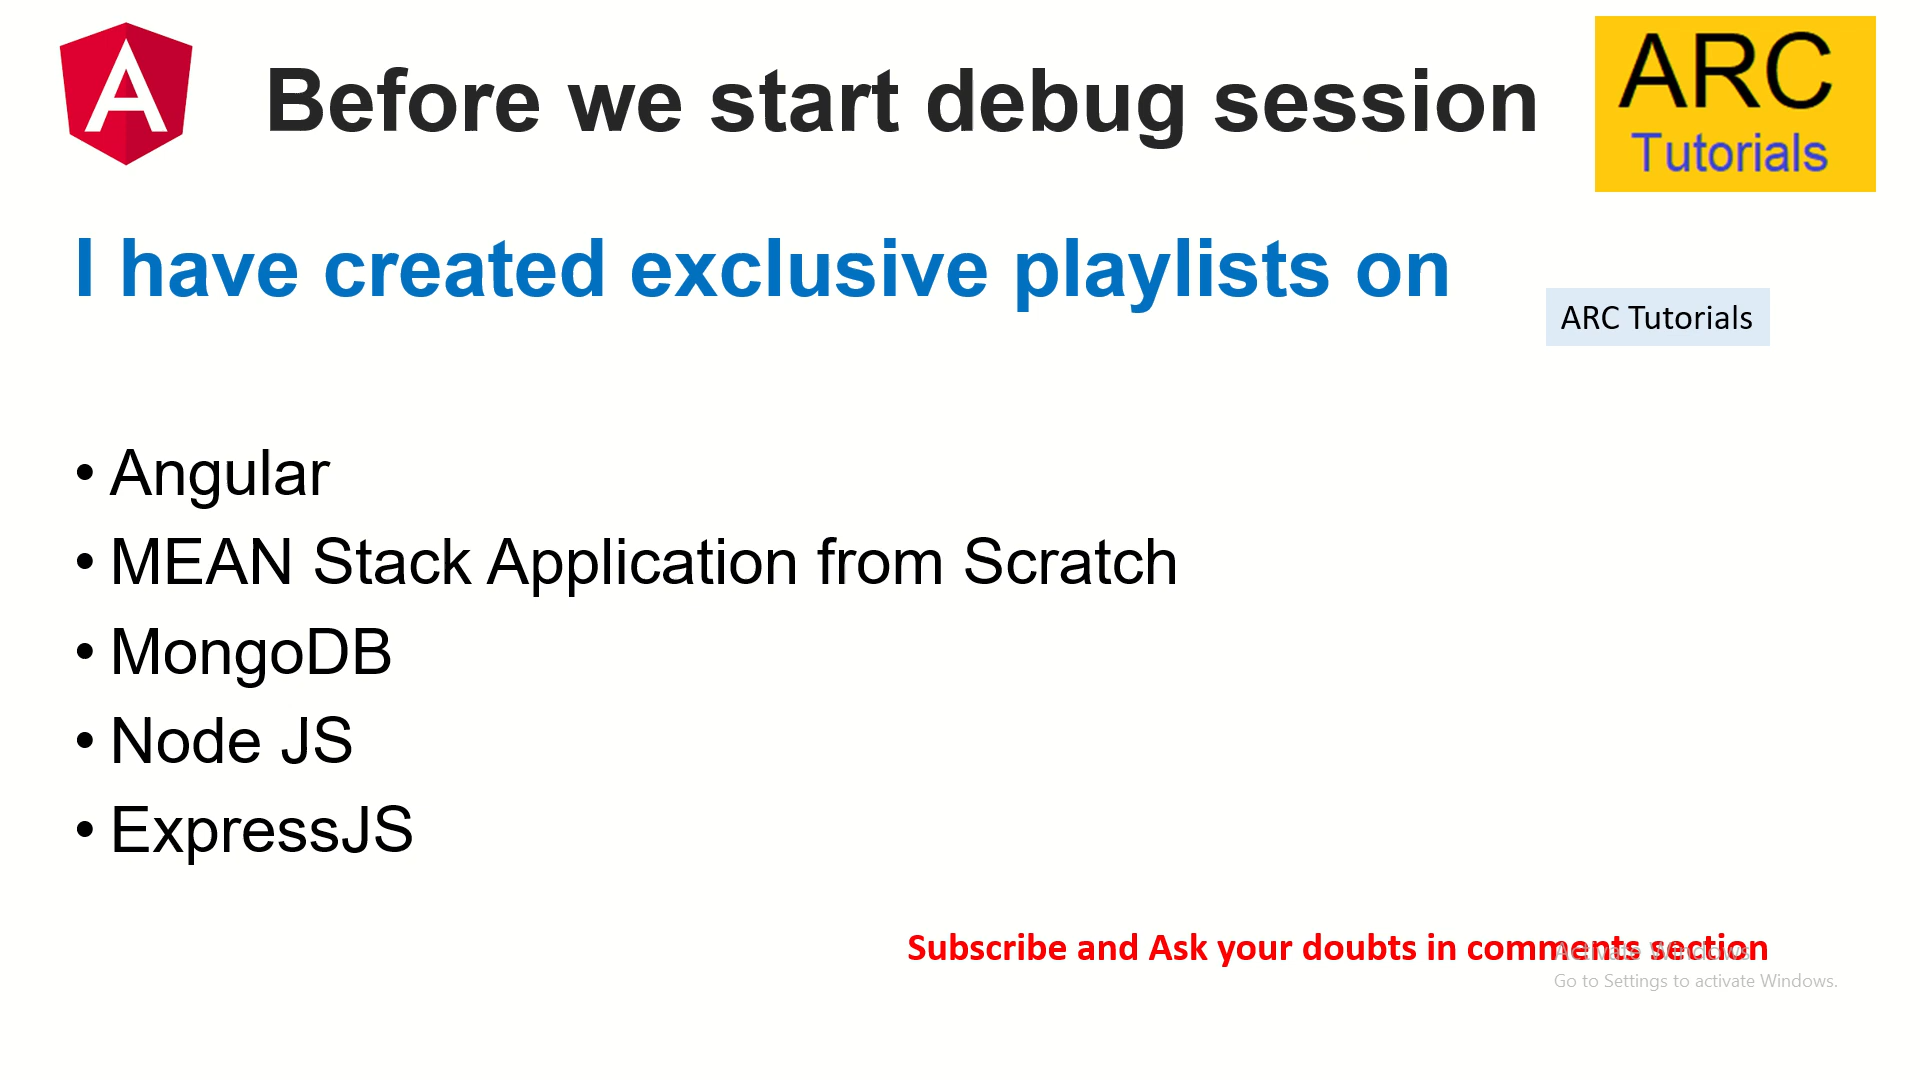 A
Before we start debug session
ARC
Tutorials
I have created exclusive playlists on
ARC Tutorials
• Angular
• MEAN Stack Application from Scratch
• MongoDB
• Node JS
• ExpressJS
Subscribe and Ask your doubts in comments section
Activate Windows
Go to Settings to activate Windows.